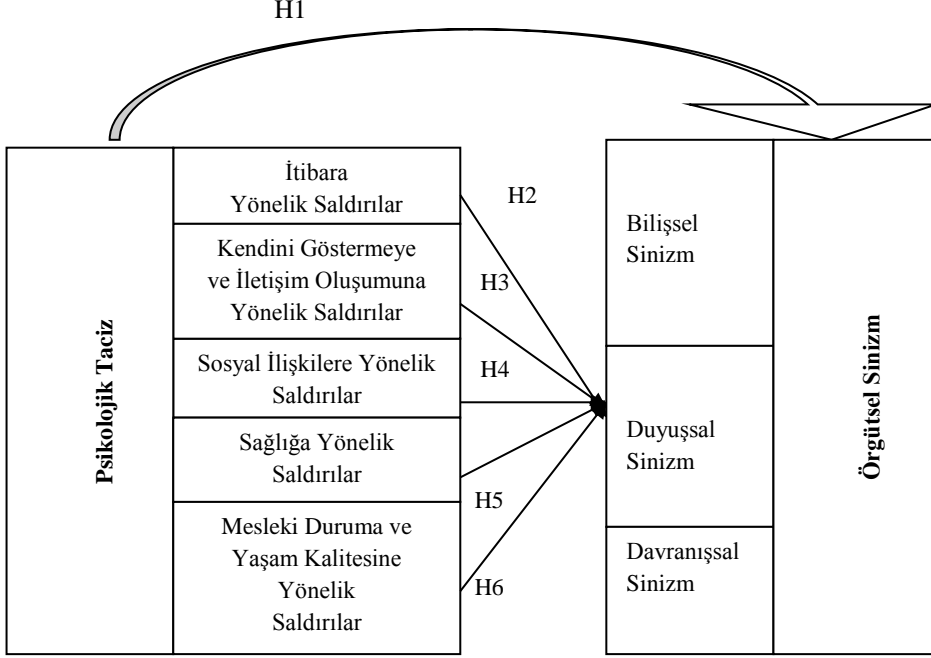 H1
Psikolojik Taciz
İtibara
Yönelik Saldırılar
Kendini Göstermeye
ve İletişim Oluşumuna
Yönelik Saldırılar
Sosyal İlişkilere Yönelik
Saldırılar
Sağlığa Yönelik
Saldırılar
Mesleki Duruma ve
Yaşam Kalitesine
Yönelik
Saldırılar
H2
H3
H4
H5
H6
Bilişsel
Sinizm
Duyuşsal
Sinizm
Davranışsal
Sinizm
Örgütsel Sinizm